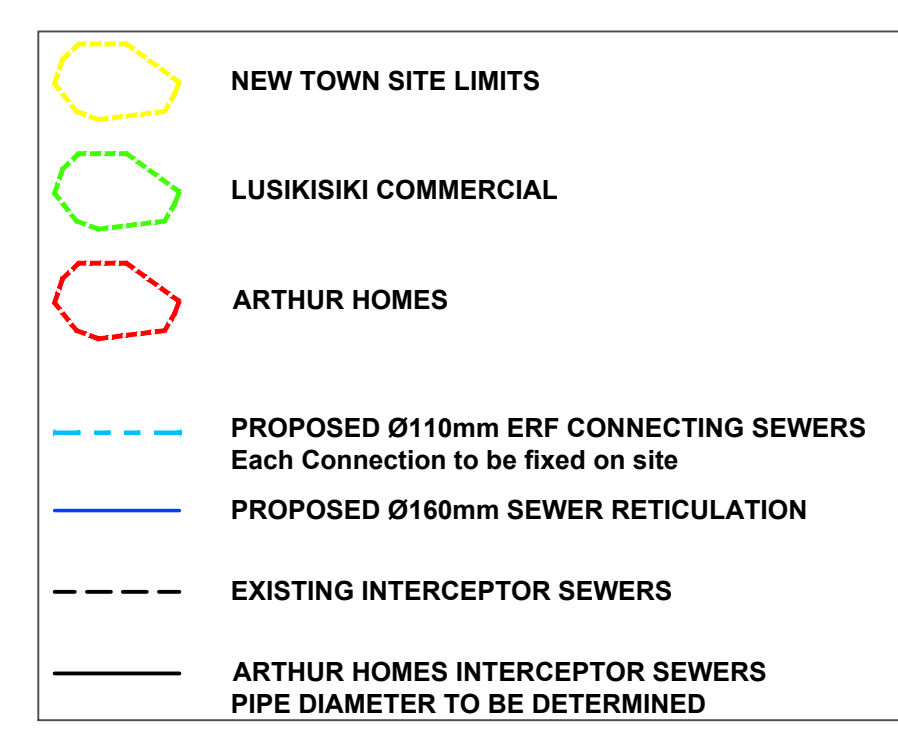 NEW TOWN SITE LIMITS
LUSIKISIKI COMMERCIAL
ARTHUR HOMES
PROPOSED Ø110mm ERF CONNECTING SEWERS
Each Connection to be fixed on site
PROPOSED Ø160mm SEWER RETICULATION
EXISTING INTERCEPTOR SEWERS
ARTHUR HOMES INTERCEPTOR SEWERS
PIPE DIAMETER TO BE DETERMINED